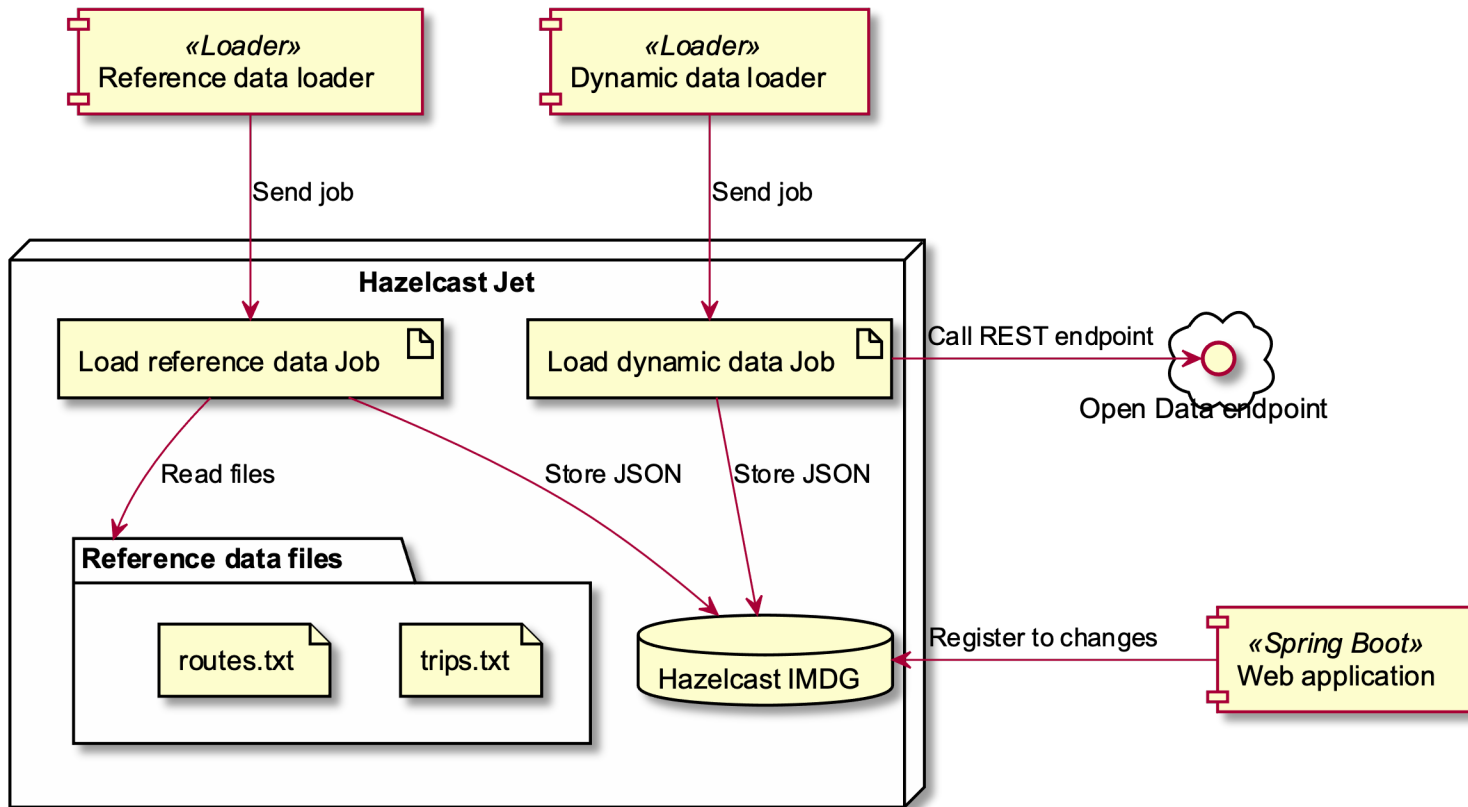 «Loader»
Reference data loader
«Loader»
Dynamic data loader
Send job
Send job
Hazelcast Jet
Load reference data Job
Load dynamic data Job
Call REST endpoint
Open Data endpoint
Read files
Store JSON
Store JSON
Reference data files
routes.txt
trips.txt
Hazelcast IMDG
Register to changes
«Spring Boot»
Web application